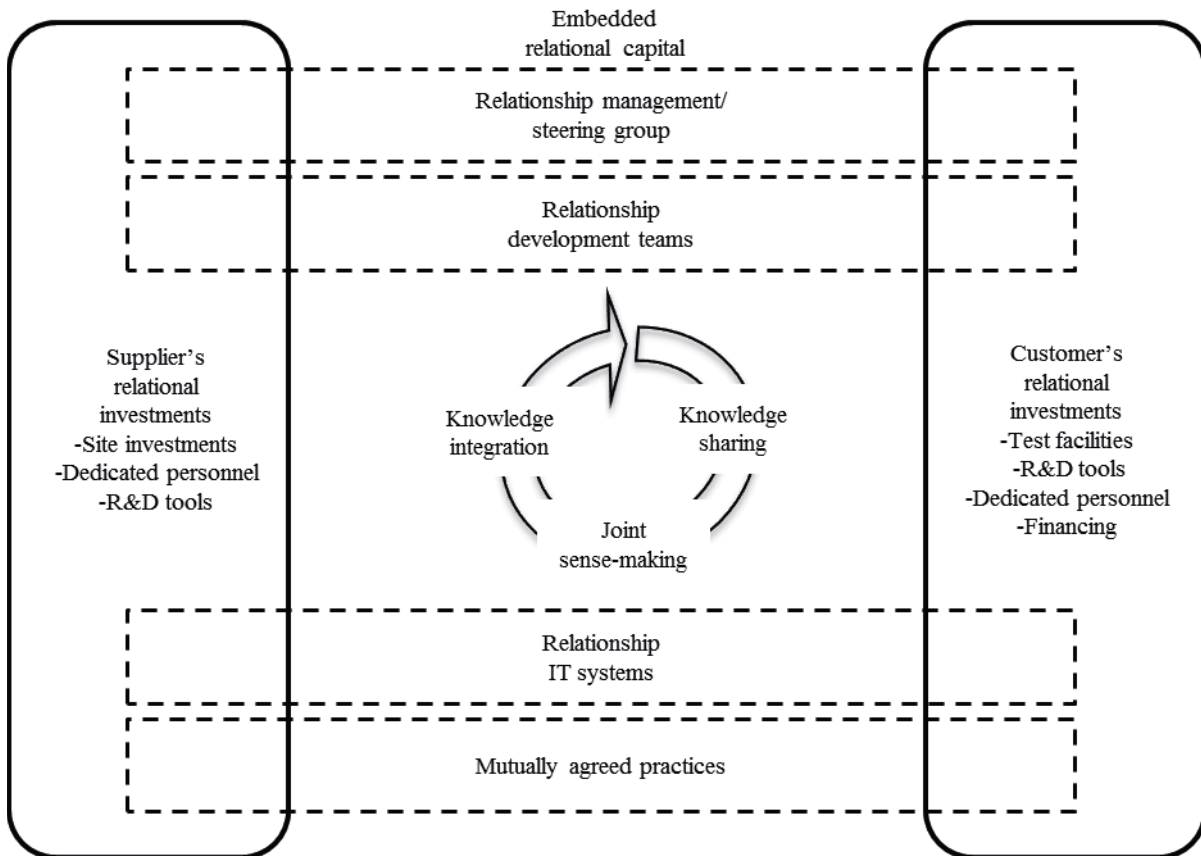 Embedded
relational capital
Relationship management/
steering group
Relationship
development teams
Supplier's
relational
investments
-Site investments
-Dedicated personnel
-R&D tools
Knowledge
integration
Knowledge
sharing
Joint
sense-making
Customer's
relational
investments
-Test facilities
-R&D tools
-Dedicated personnel
-Financing
Relationship
IT systems
Mutually agreed practices